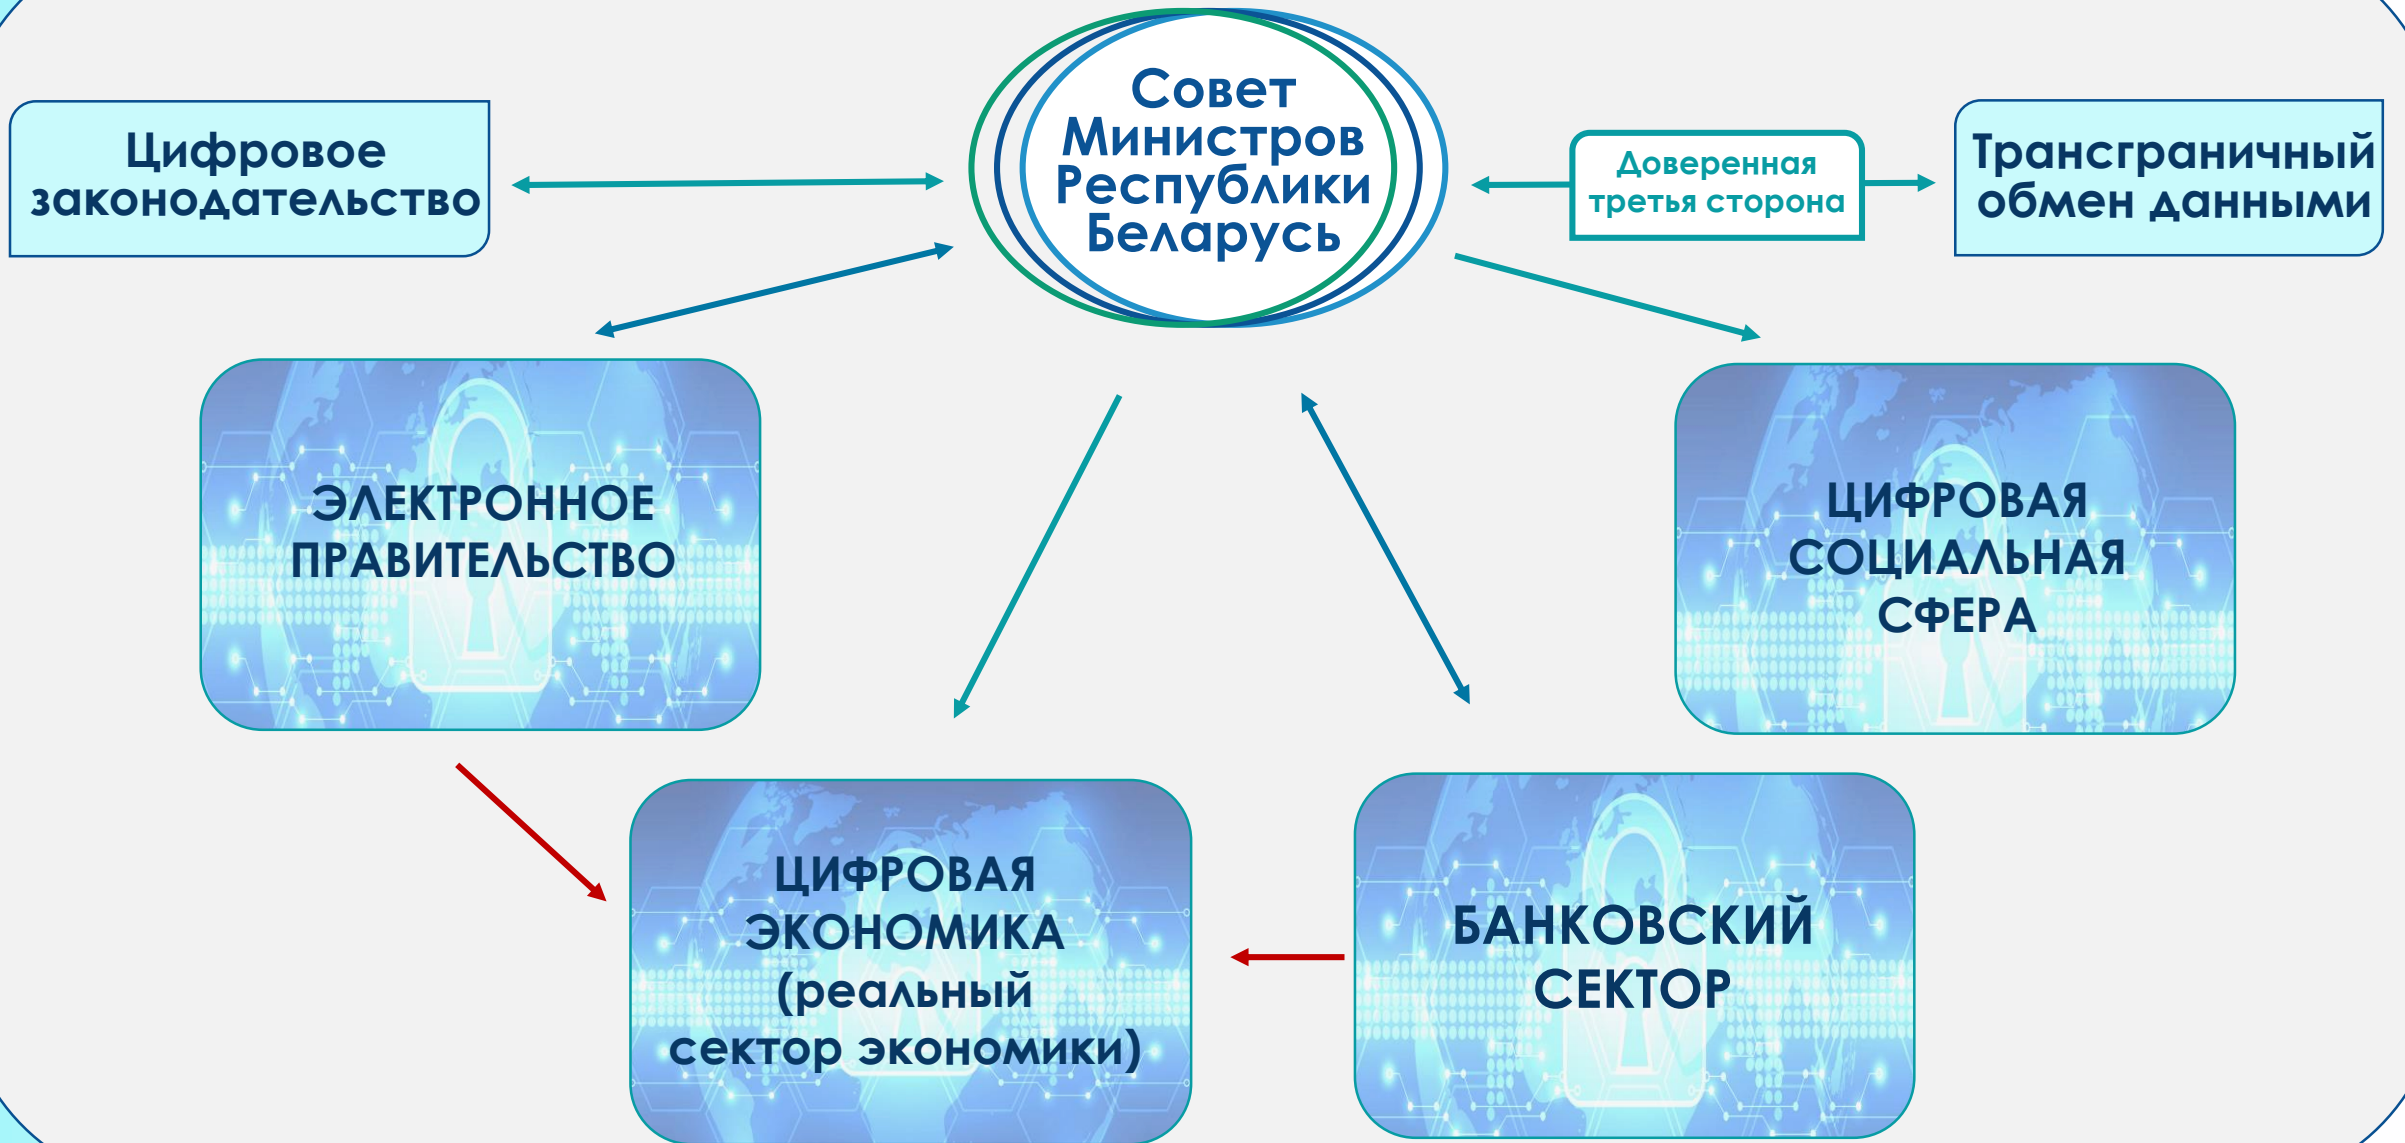 Совет
Министров
Республики
Беларусь
Цифровое
законодательство
Доверенная
третья сторона
Трансграничный
обмен данными
ЭЛЕКТРОННОЕ
ПРАВИТЕЛЬСТВО
ЦИФРОВАЯ
СОЦИАЛЬНАЯ
СФЕРА
ЦИФРОВАЯ
ЭКОНОМИКА
(реальный
сектор экономики)
БАНКОВСКИЙ
СЕКТОР